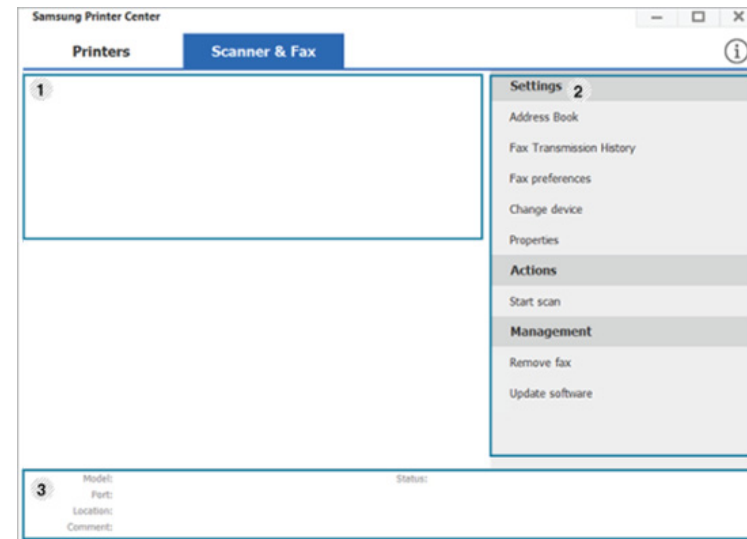 Samsung Printer Center
Printers
Scanner & Fax
1
Settings
2
Address Book
Fax Transmission History
Fax preferences
Change device
Properties
Actions
Start scan
Management
Remove fax
Update software
3
Model:
Status:
Port:
Location:
Comment: